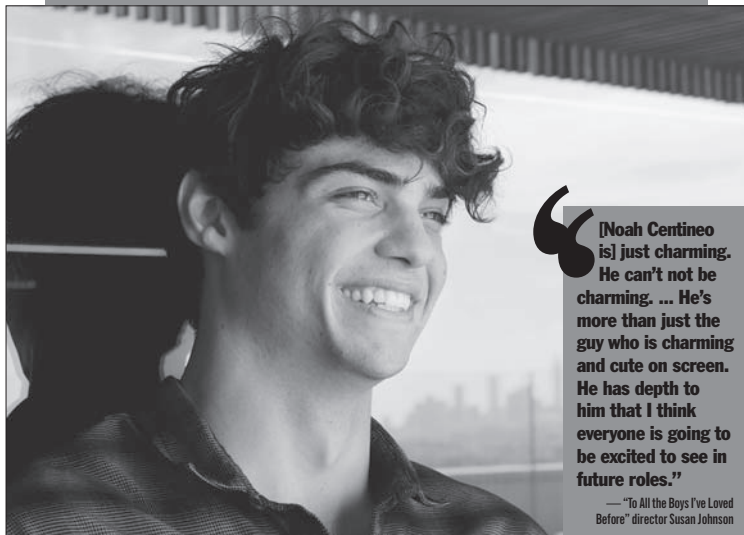 [Noah Centineo
is] just charming.
He can’t not be
charming. ... He’s
more than just the
guy who is charming
and cute on screen.
He has depth to
him that I think
everyone is going to
be excited to see in
future roles.”
— “To All the Boys I’ve Loved
Before” director Susan Johnson